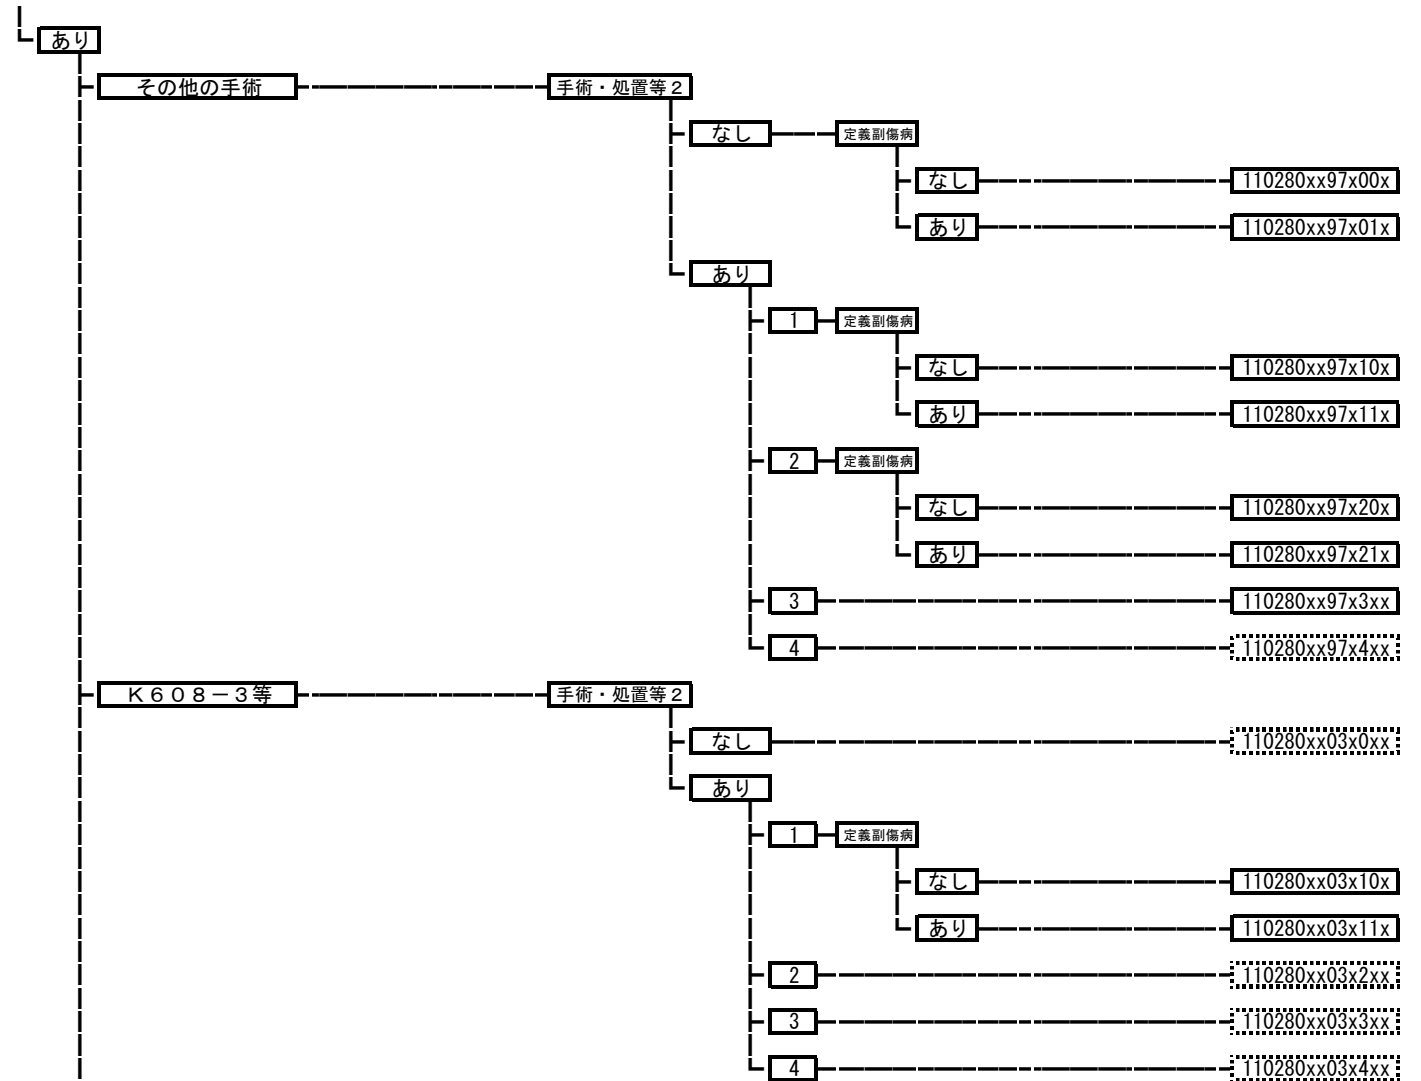 あり
その他の手術 手術・処置等２
なし 定義副傷病
なし 110280xx97x00x
あり 110280xx97x01x
あり
1 定義副傷病
なし 110280xx97x10x
あり 110280xx97x11x
2 定義副傷病
なし 110280xx97x20x
あり 110280xx97x21x
3 110280xx97x3xx
4 110280xx97x4xx
Ｋ６０８－３等 手術・処置等２
なし 110280xx03x0xx
あり
1 定義副傷病
なし 110280xx03x10x
あり 110280xx03x11x
2 110280xx03x2xx
3 110280xx03x3xx
4 110280xx03x4xx